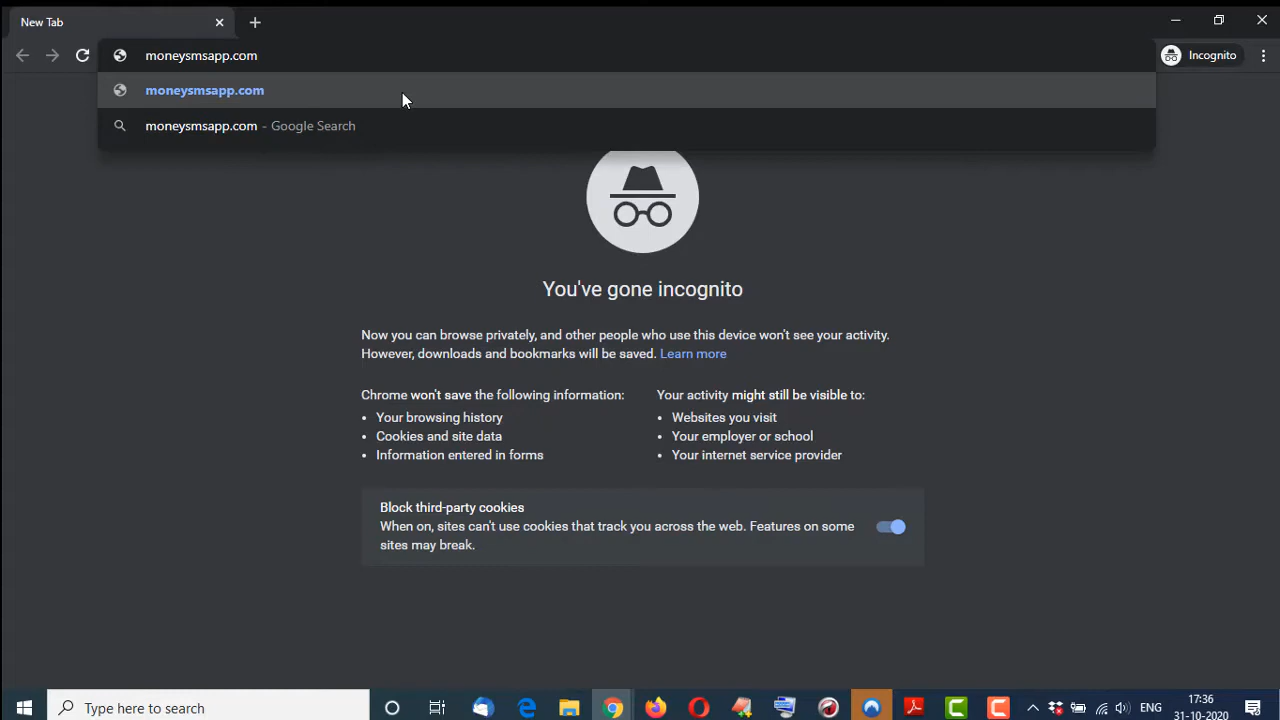 New Tab
moneysmsapp.com
Incognito
moneysmsapp.com
moneysmsapp.com - Google Search
You've gone incognito
Now you can browse privately, and other people who use this device won't see your activity.
However, downloads and bookmarks will be saved. Learn more
Chrome won't save the following information:
Your browsing history
Cookies and site data
Information entered in forms
Your activity might still be visible to:
Websites you visit
Your employer or school
Your internet service provider
Block third-party cookies
When on, sites can't use cookies that track you across the web. Features on some
sites may break.
Type here to search
ENG
17:36
31-10-2020